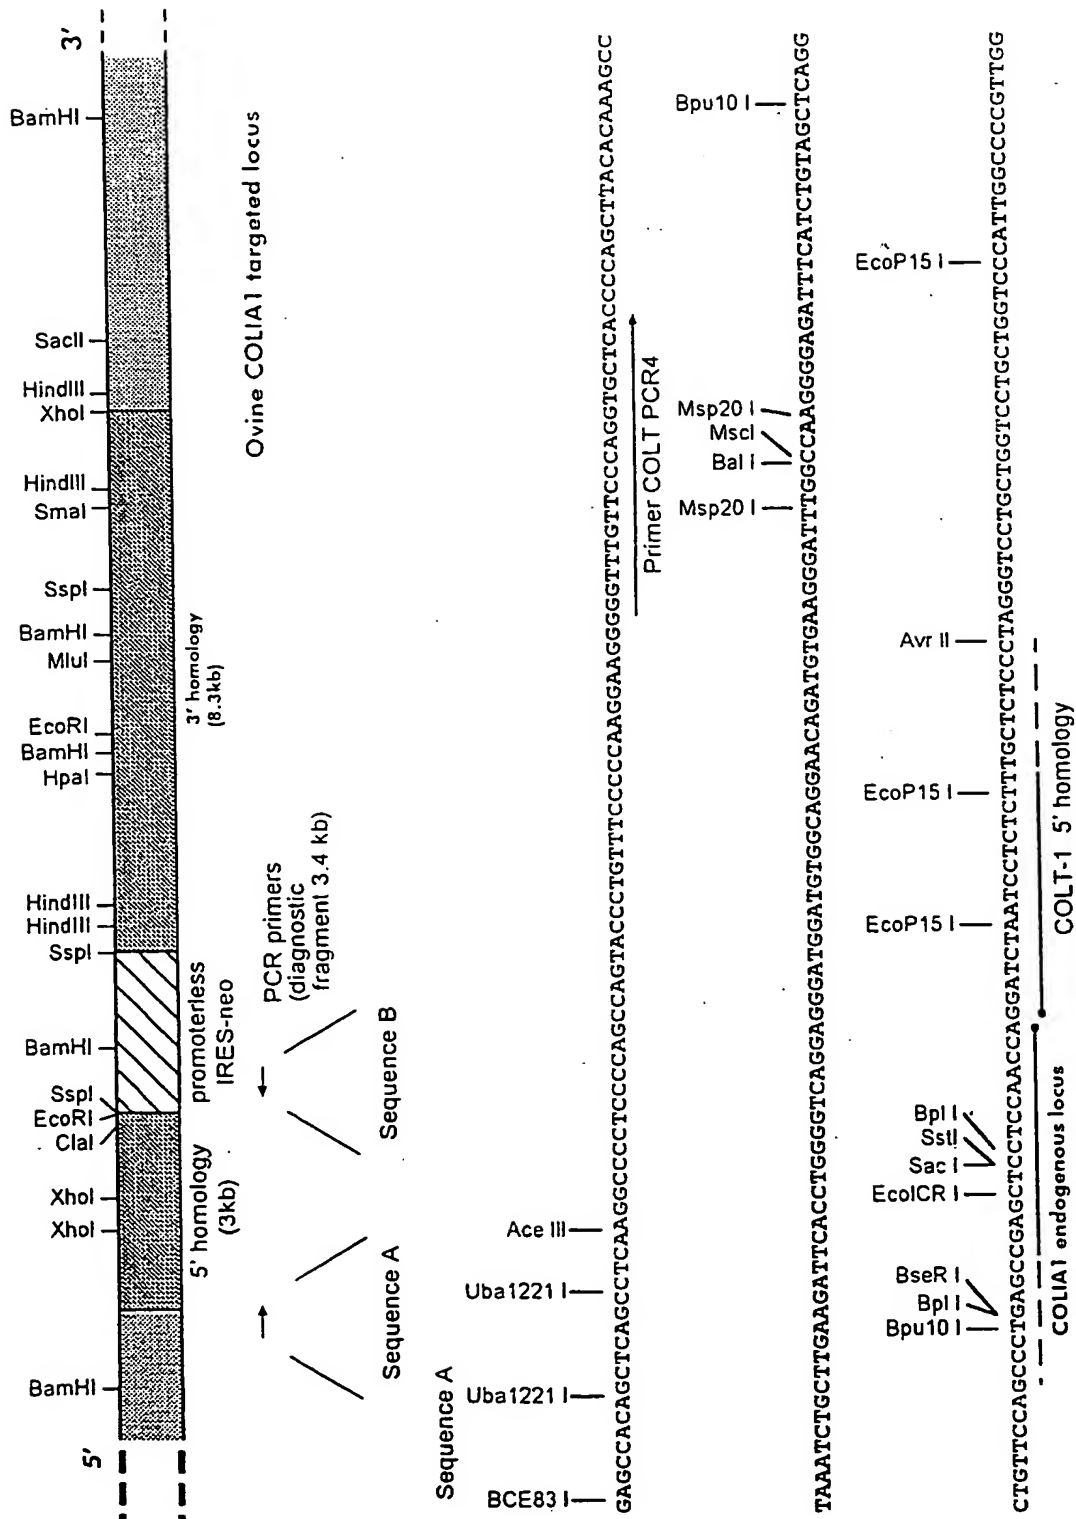 5'
BamHI
XhoI
XhoI
ClaI
EcoRI
SspI
BamHI
SspI
HindIII
HindIII
HpaI
BamHI
EcoRI
MluI
BamHI
SspI
SmaI
HindIII
XhoI
HindIII
SacII
BamHI
3'
5' homology
(3kb)
promoterless
IRES-neo
3' homology
(8.3kb)
Ovine COLIA1 targeted locus
PCR primers
(diagnostic
fragment 3.4 kb)
Sequence A
Sequence B
Sequence A
BCE83 I
Uba1221 I
Uba1221 I
Ace III
GAGCCACAGCTCAGCCTCAAGGCCCCTCCCCCAGCCAGTACCCTGTTTCCCCCAAGGAAGGGGGTTTGTTCCCAGGTGCTCACCCCCAGCTTACACAAAGCC
Primer COLT PCR4
Msp20 I
Bal I
MscI
Msp20 I
Bpu10 I
TAAATCTGCTTGAAGATTCACCTGGGGTCAGGAGGGATGGATGTGGCAGGAACAGATGTGAAGGGATTTGGCCAAGGGGAGATTTCATCTGTAGCTCAGG
Bpu10 I
Bpl I
BseR I
EcoICR I
Sac I
SstI
Bpl I
EcoP15 I
EcoP15 I
Avr II
EcoP15 I
CTGTTCCAGCCCTGAGCCGAGCTCCTCCAACCAGGATCTAATCCTCTCTTTGCTCTCTCCCTAGGGTCCTGCTGGTCCTGCTGGTCCCATTGGCCCCGTTGG
COLIA1 endogenous locus
COLT-1 5' homology